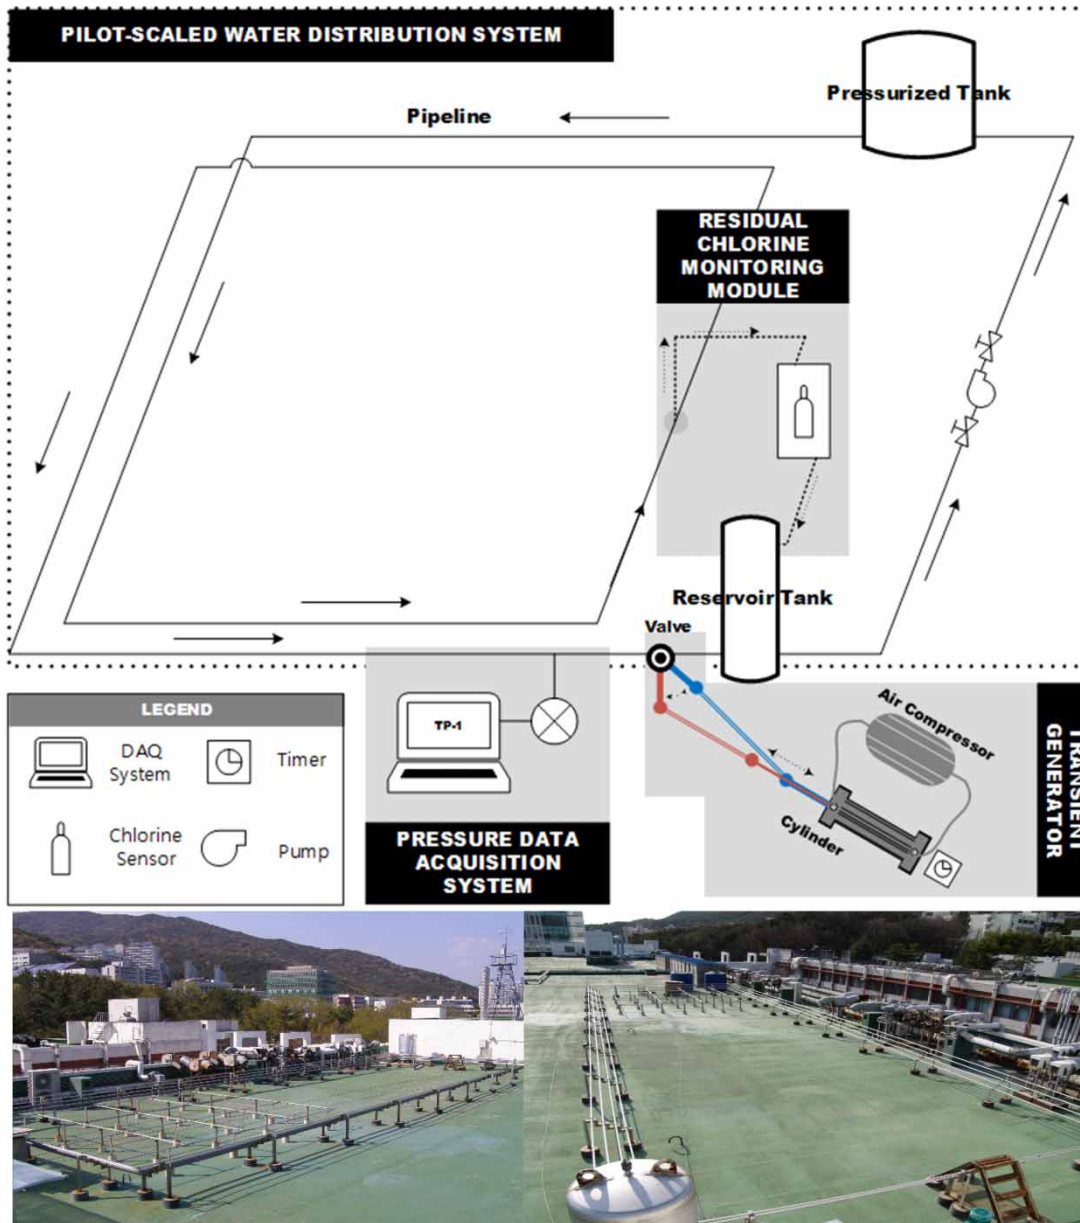 PILOT-SCALED WATER DISTRIBUTION SYSTEM
Pressurized Tank
Pipeline
RESIDUAL
CHLORINE
MONITORING
MODULE
Reservoir Tank
Valve
LEGEND
DAQ
System
Timer
Chlorine
Sensor
Pump
TP-1
PRESSURE DATA
ACQUISITION
SYSTEM
Air Compressor
Cylinder
TRANSIENT
GENERATOR